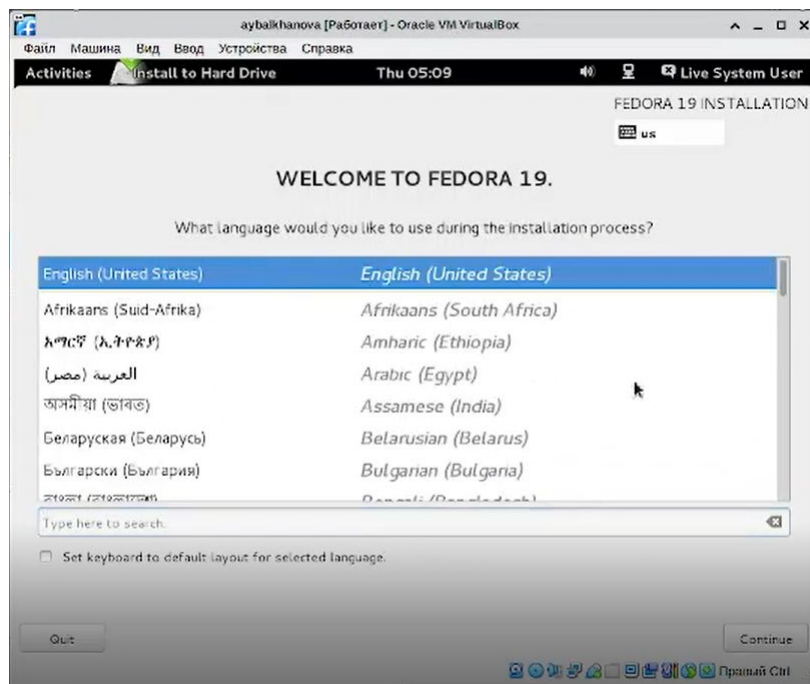 aybalkhanova [Работает] - Oracle VM VirtualBox
Файл Машина Вид Ввод Устройства Справка
Activities Install to Hard Drive Thu 05:09 Live System User
FEDORA 19 INSTALLATION
us
WELCOME TO FEDORA 19.
What language would you like to use during the installation process?
English (United States) English (United States)
Afrikaans (Suid-Afrika) Afrikaans (South Africa)
አማርኛ (ኢትዮጵያ) Amharic (Ethiopia)
العربية (مصر) Arabic (Egypt)
অসমীয়া (ভাৰত) Assamese (India)
Беларуская (Беларусь) Belarusian (Belarus)
Български (България) Bulgarian (Bulgaria)
বাংলা (বাংলাদেশ) Bengali (Bangladesh)
Type here to search.
Set keyboard to default layout for selected language.
Quit Continue
Правый Ctrl